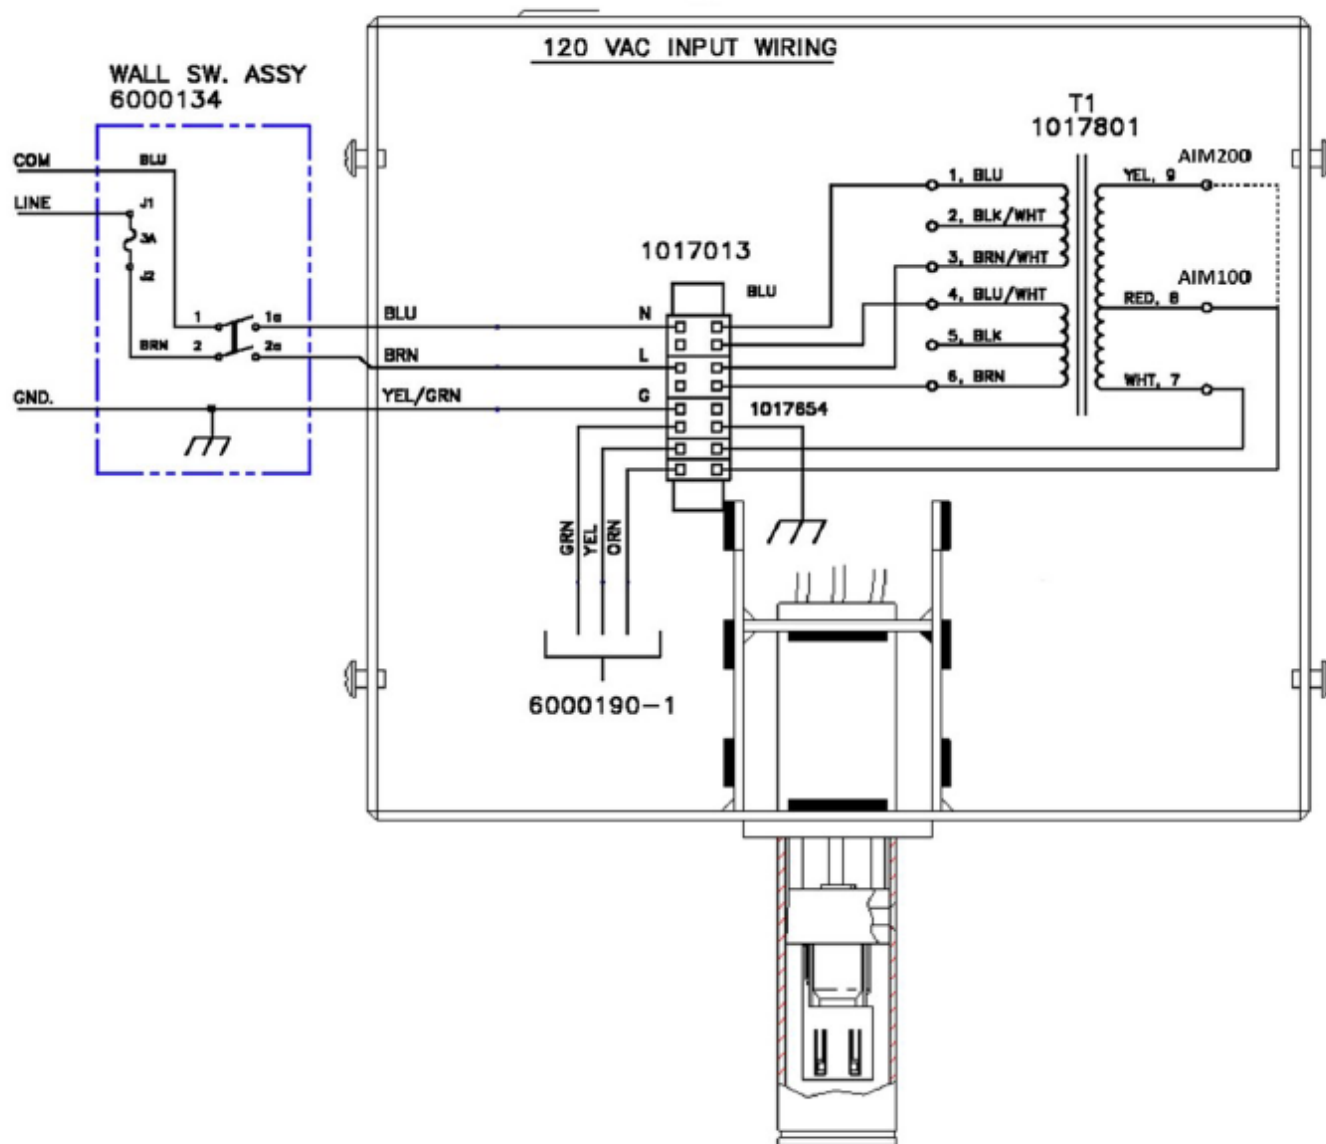 120 VAC INPUT WIRING
WALL SW. ASSY
6000134
T1
1017801
COM
BLU
LINE
J1
3A
J2
1
1a
2
2a
BRN
GND.
BLU
BRN
YEL/GRN
N
L
G
1017013
BLU
1017654
1, BLU
2, BLK/WHT
3, BRN/WHT
4, BLU/WHT
5, BLK
6, BRN
AIM200
YEL, 9
AIM100
RED, 8
WHT, 7
GRN
YEL
ORN
6000190-1